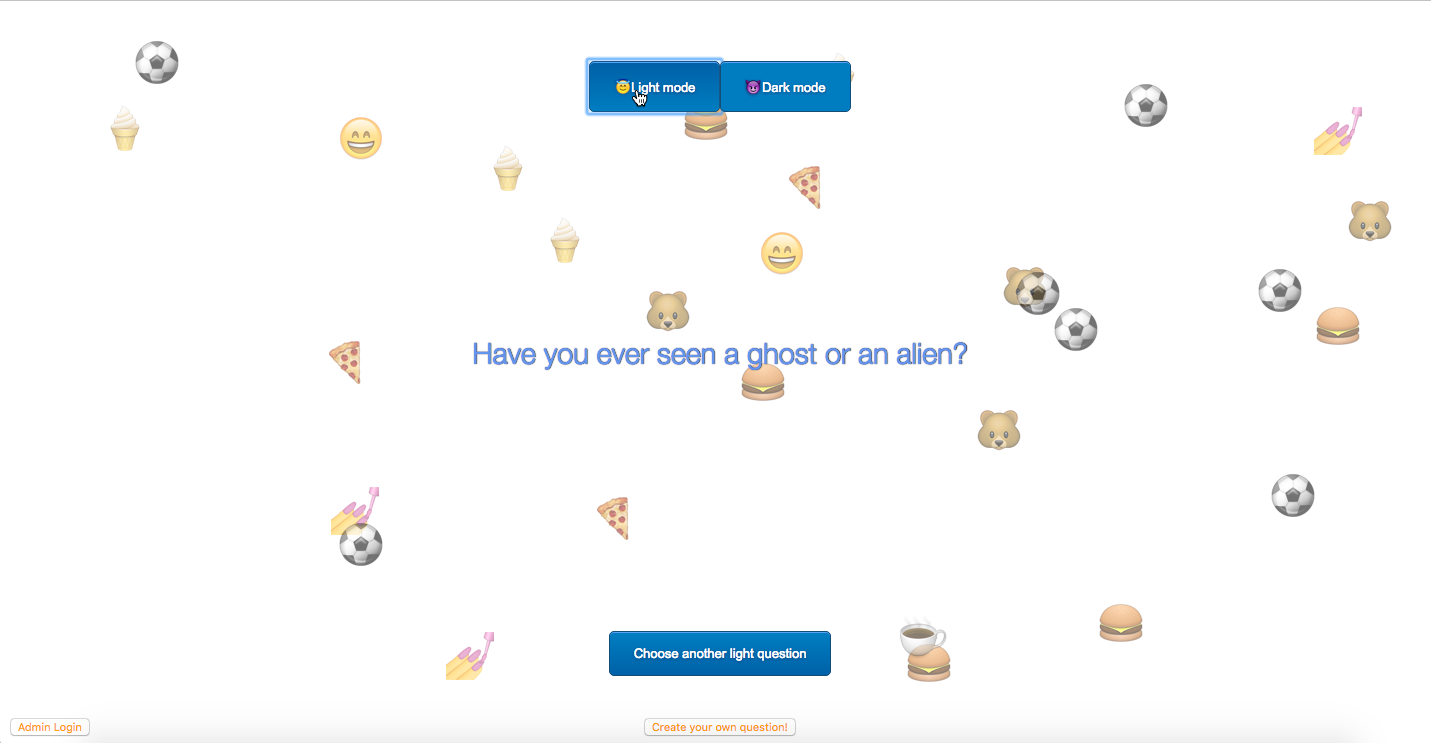 😇Light mode
😈Dark mode
Have you ever seen a ghost or an alien?
Choose another light question
Admin Login
Create your own question!